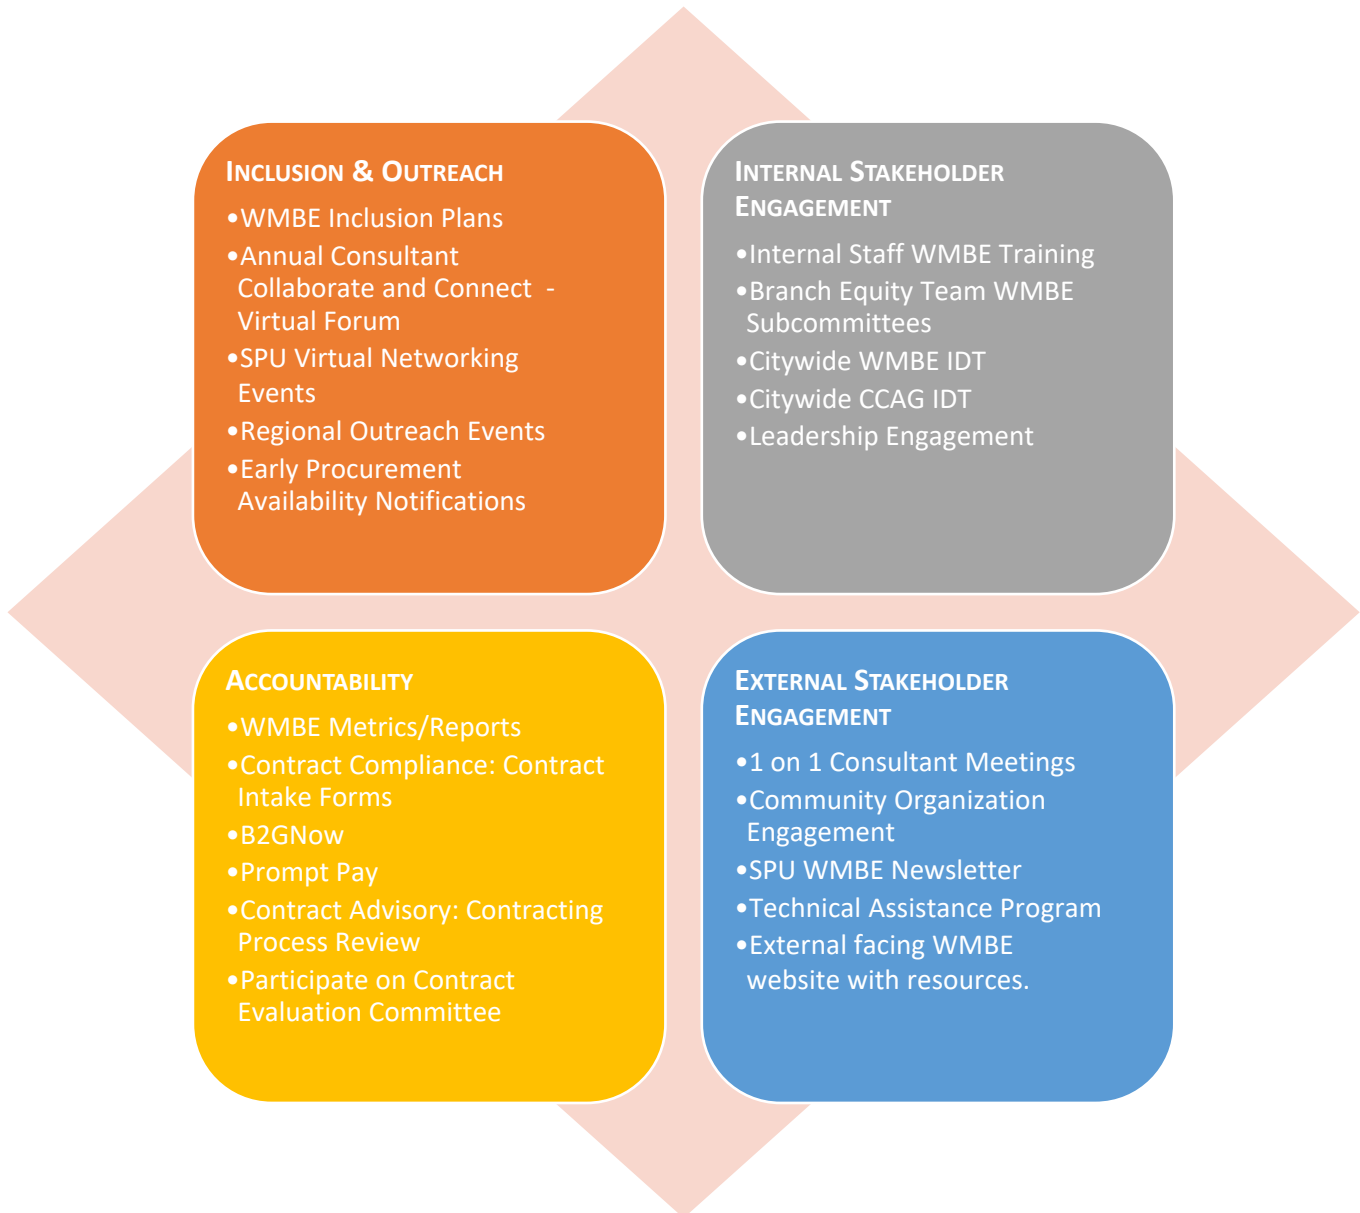 INCLUSION & OUTREACH
•WMBE Inclusion Plans
•Annual Consultant
Collaborate and Connect -
Virtual Forum
•SPU Virtual Networking
Events
•Regional Outreach Events
•Early Procurement
Availability Notifications
INTERNAL STAKEHOLDER
ENGAGEMENT
•Internal Staff WMBE Training
•Branch Equity Team WMBE
Subcommittees
•Citywide WMBE IDT
•Citywide CCAG IDT
•Leadership Engagement
ACCOUNTABILITY
•WMBE Metrics/Reports
•Contract Compliance: Contract
Intake Forms
•B2GNow
•Prompt Pay
•Contract Advisory: Contracting
Process Review
•Participate on Contract
Evaluation Committee
EXTERNAL STAKEHOLDER
ENGAGEMENT
•1 on 1 Consultant Meetings
•Community Organization
Engagement
•SPU WMBE Newsletter
•Technical Assistance Program
•External facing WMBE
website with resources.